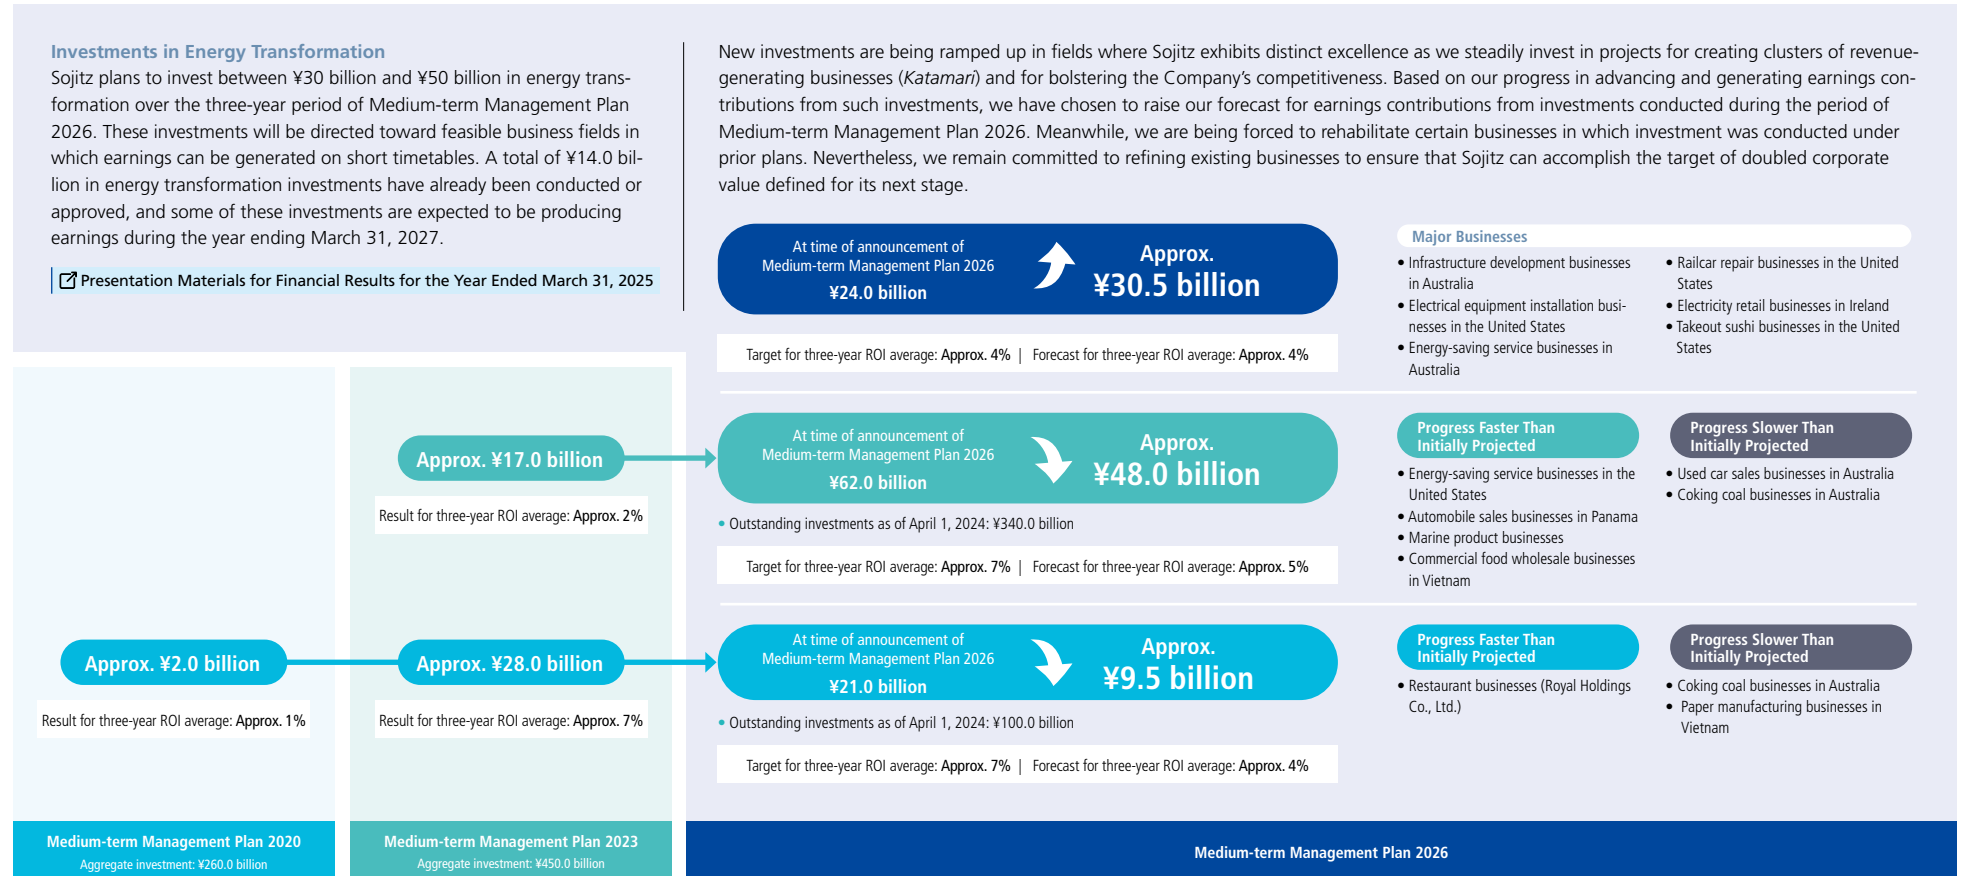 Investments in Energy Transformation
Sojitz plans to invest between ¥30 billion and ¥50 billion in energy trans-
formation over the three-year period of Medium-term Management Plan
2026. These investments will be directed toward feasible business fields in
which earnings can be generated on short timetables. A total of ¥14.0 bil-
lion in energy transformation investments have already been conducted or
approved, and some of these investments are expected to be producing
earnings during the year ending March 31, 2027.
Presentation Materials for Financial Results for the Year Ended March 31, 2025
New investments are being ramped up in fields where Sojitz exhibits distinct excellence as we steadily invest in projects for creating clusters of revenue-
generating businesses (Katamari) and for bolstering the Company's competitiveness. Based on our progress in advancing and generating earnings con-
tributions from such investments, we have chosen to raise our forecast for earnings contributions from investments conducted during the period of
Medium-term Management Plan 2026. Meanwhile, we are being forced to rehabilitate certain businesses in which investment was conducted under
prior plans. Nevertheless, we remain committed to refining existing businesses to ensure that Sojitz can accomplish the target of doubled corporate
value defined for its next stage.
At time of announcement of
Medium-term Management Plan 2026
¥24.0 billion
Approx.
¥30.5 billion
Target for three-year ROI average: Approx. 4% | Forecast for three-year ROI average: Approx. 4%
Major Businesses
• Infrastructure development businesses
in Australia
• Electrical equipment installation busi-
nesses in the United States
• Energy-saving service businesses in
Australia
• Railcar repair businesses in the United
States
• Electricity retail businesses in Ireland
• Takeout sushi businesses in the United
States
Approx. ¥17.0 billion
Result for three-year ROI average: Approx. 2%
At time of announcement of
Medium-term Management Plan 2026
¥62.0 billion
Approx.
¥48.0 billion
• Outstanding investments as of April 1, 2024: ¥340.0 billion
Target for three-year ROI average: Approx. 7% | Forecast for three-year ROI average: Approx. 5%
Progress Faster Than
Initially Projected
• Energy-saving service businesses in the
United States
• Automobile sales businesses in Panama
• Marine product businesses
• Commercial food wholesale businesses
in Vietnam
Progress Slower Than
Initially Projected
• Used car sales businesses in Australia
• Coking coal businesses in Australia
Approx. ¥2.0 billion
Result for three-year ROI average: Approx. 1%
Approx. ¥28.0 billion
Result for three-year ROI average: Approx. 7%
At time of announcement of
Medium-term Management Plan 2026
¥21.0 billion
Approx.
¥9.5 billion
• Outstanding investments as of April 1, 2024: ¥100.0 billion
Target for three-year ROI average: Approx. 7% | Forecast for three-year ROI average: Approx. 4%
Progress Faster Than
Initially Projected
• Restaurant businesses (Royal Holdings
Co., Ltd.)
Progress Slower Than
Initially Projected
• Coking coal businesses in Australia
• Paper manufacturing businesses in
Vietnam
Medium-term Management Plan 2020
Aggregate investment: ¥260.0 billion
Medium-term Management Plan 2023
Aggregate investment: ¥450.0 billion
Medium-term Management Plan 2026